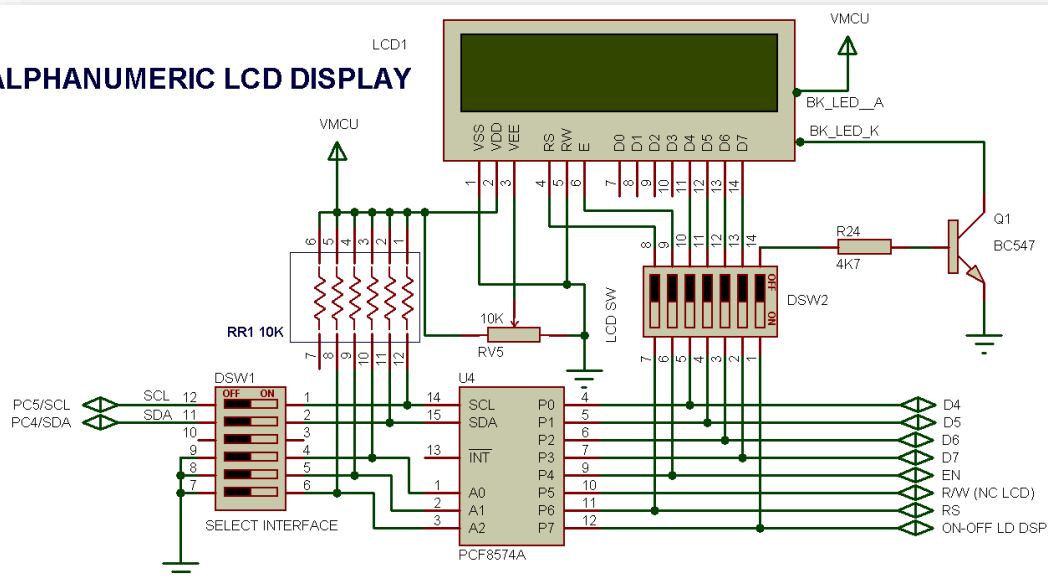 VMCU
LCD1
ALPHANUMERIC LCD DISPLAY
BK_LED__A
BK_LED_K
VMCU
VSS VDD VEE RS RW E D0 D1 D2 D3 D4 D5 D6 D7
1 2 3 4 5 6 7 8 9 10 11 12 13 14
Q1
BC547
R24
4K7
6 5 4 3 2 1
8 9 10 11 12 13 14
OFF
ON
DSW2
LCD SW
10K
RV5
RR1 10K
7 8 9 10 11 12
7 6 5 4 3 2 1
DSW1
OFF ON
U4
PC5/SCL SCL 12 1 14 SCL P0 4 D4
PC4/SDA SDA 11 2 15 SDA P1 5 D5
10 3 P2 6 D6
9 4 13 INT P3 7 D7
8 5 P4 9 EN
7 6 1 A0 P5 10 R/W (NC LCD)
2 A1 P6 11 RS
3 A2 P7 12 ON-OFF LD DSP
SELECT INTERFACE
PCF8574A